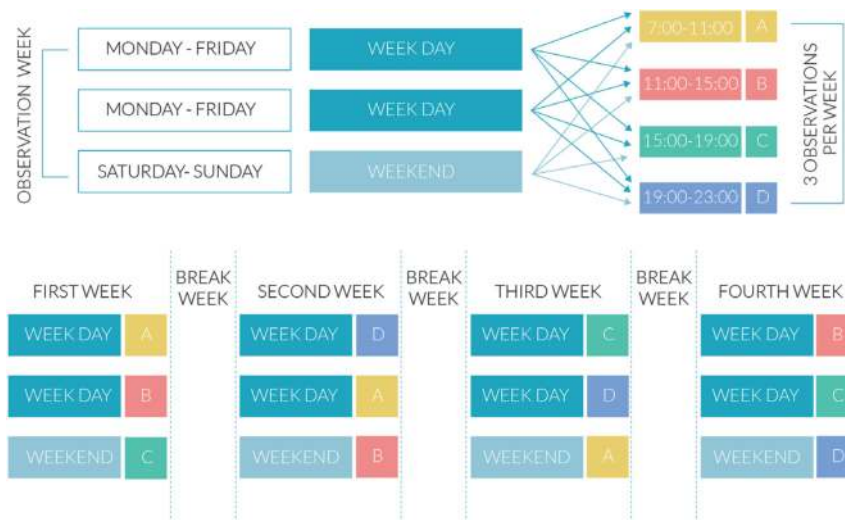 OBSERVATION WEEK
MONDAY - FRIDAY
WEEK DAY
7:00-11:00 A
11:00-15:00 B
MONDAY - FRIDAY
WEEK DAY
15:00-19:00 C
SATURDAY- SUNDAY
WEEKEND
19:00-23:00 D
3 OBSERVATIONS
PER WEEK
FIRST WEEK
BREAK
WEEK
SECOND WEEK
BREAK
WEEK
THIRD WEEK
BREAK
WEEK
FOURTH WEEK
WEEK DAY A
WEEK DAY D
WEEK DAY C
WEEK DAY B
WEEK DAY B
WEEK DAY A
WEEK DAY D
WEEK DAY C
WEEKEND C
WEEKEND B
WEEKEND A
WEEKEND D